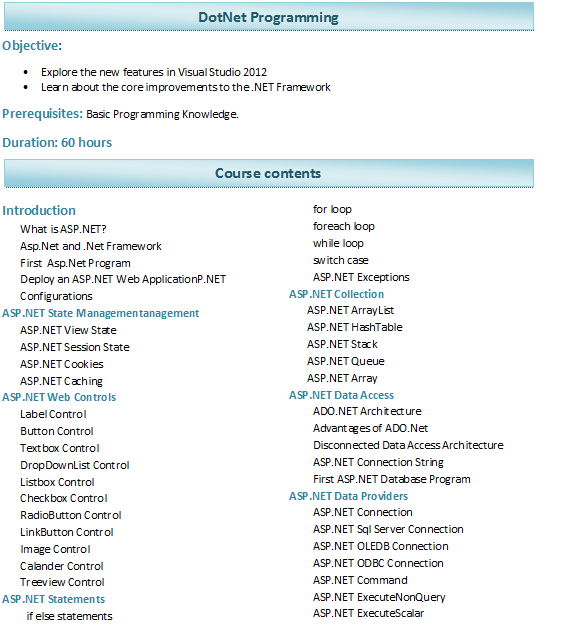 DotNet Programming
Objective:
• Explore the new features in Visual Studio 2012
• Learn about the core improvements to the .NET Framework
Prerequisites: Basic Programming Knowledge.
Duration: 60 hours
Course contents
Introduction
What is ASP.NET?
Asp.Net and .Net Framework
First Asp.Net Program
Deploy an ASP.NET Web ApplicationP.NET
Configurations
ASP.NET State Managementanagement
ASP.NET View State
ASP.NET Session State
ASP.NET Cookies
ASP.NET Caching
ASP.NET Web Controls
Label Control
Button Control
Textbox Control
DropDownList Control
Listbox Control
Checkbox Control
RadioButton Control
LinkButton Control
Image Control
Calander Control
Treeview Control
ASP.NET Statements
if else statements
for loop
foreach loop
while loop
switch case
ASP.NET Exceptions
ASP.NET Collection
ASP.NET ArrayList
ASP.NET HashTable
ASP.NET Stack
ASP.NET Queue
ASP.NET Array
ASP.NET Data Access
ADO.NET Architecture
Advantages of ADO.Net
Disconnected Data Access Architecture
ASP.NET Connection String
First ASP.NET Database Program
ASP.NET Data Providers
ASP.NET Connection
ASP.NET Sql Server Connection
ASP.NET OLEDB Connection
ASP.NET ODBC Connection
ASP.NET Command
ASP.NET ExecuteNonQuery
ASP.NET ExecuteScalar